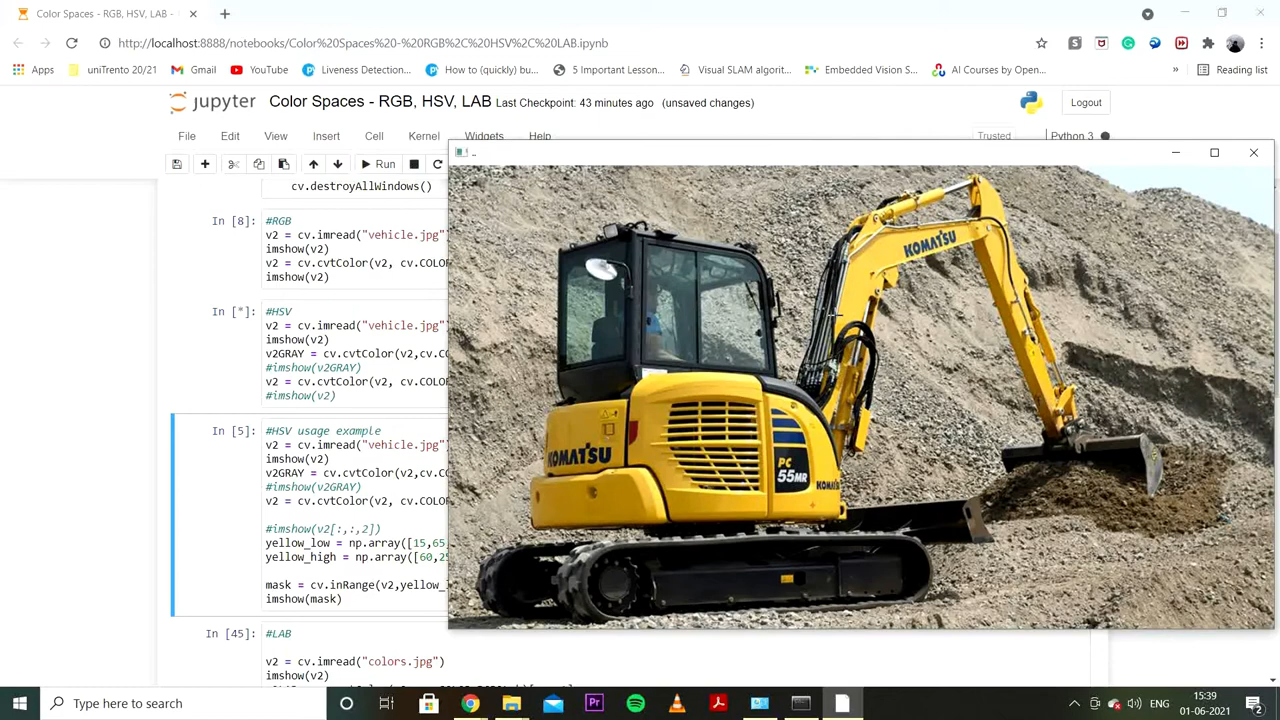 Color Spaces - RGB, HSV, LAB -
http://localhost:8888/notebooks/Color%20Spaces%20-%20RGB%2C%20HSV%2C%20LAB.ipynb
Apps uniTrento 20/21 Gmail YouTube Liveness Detection... How to (quickly) bu... 5 Important Lesson... Visual SLAM algorit... Embedded Vision S... AI Courses by Open... » Reading list
jupyter Color Spaces - RGB, HSV, LAB Last Checkpoint: 43 minutes ago (unsaved changes) Logout
File Edit View Insert Cell Kernel Widgets Help Trusted Python 3
Run
cv.destroyAllWindows()
In [8]: #RGB
v2 = cv.imread("vehicle.jpg"
imshow(v2)
v2 = cv.cvtColor(v2, cv.COLO
imshow(v2)
In [*]: #HSV
v2 = cv.imread("vehicle.jpg"
imshow(v2)
v2GRAY = cv.cvtColor(v2,cv.C
#imshow(v2GRAY)
v2 = cv.cvtColor(v2, cv.COLO
#imshow(v2)
In [5]: #HSV usage example
v2 = cv.imread("vehicle.jpg"
imshow(v2)
v2GRAY = cv.cvtColor(v2,cv.C
#imshow(v2GRAY)
v2 = cv.cvtColor(v2, cv.COLO
#imshow(v2[:,:,2])
yellow_low = np.array([15,65
yellow_high = np.array([60,25
mask = cv.inRange(v2,yellow_l
imshow(mask)
In [45]: #LAB
v2 = cv.imread("colors.jpg")
imshow(v2)
KOMATSU
KOMATSU
PC
55MR
KOMATSU
Type here to search
ENG
15:39
01-06-2021
2